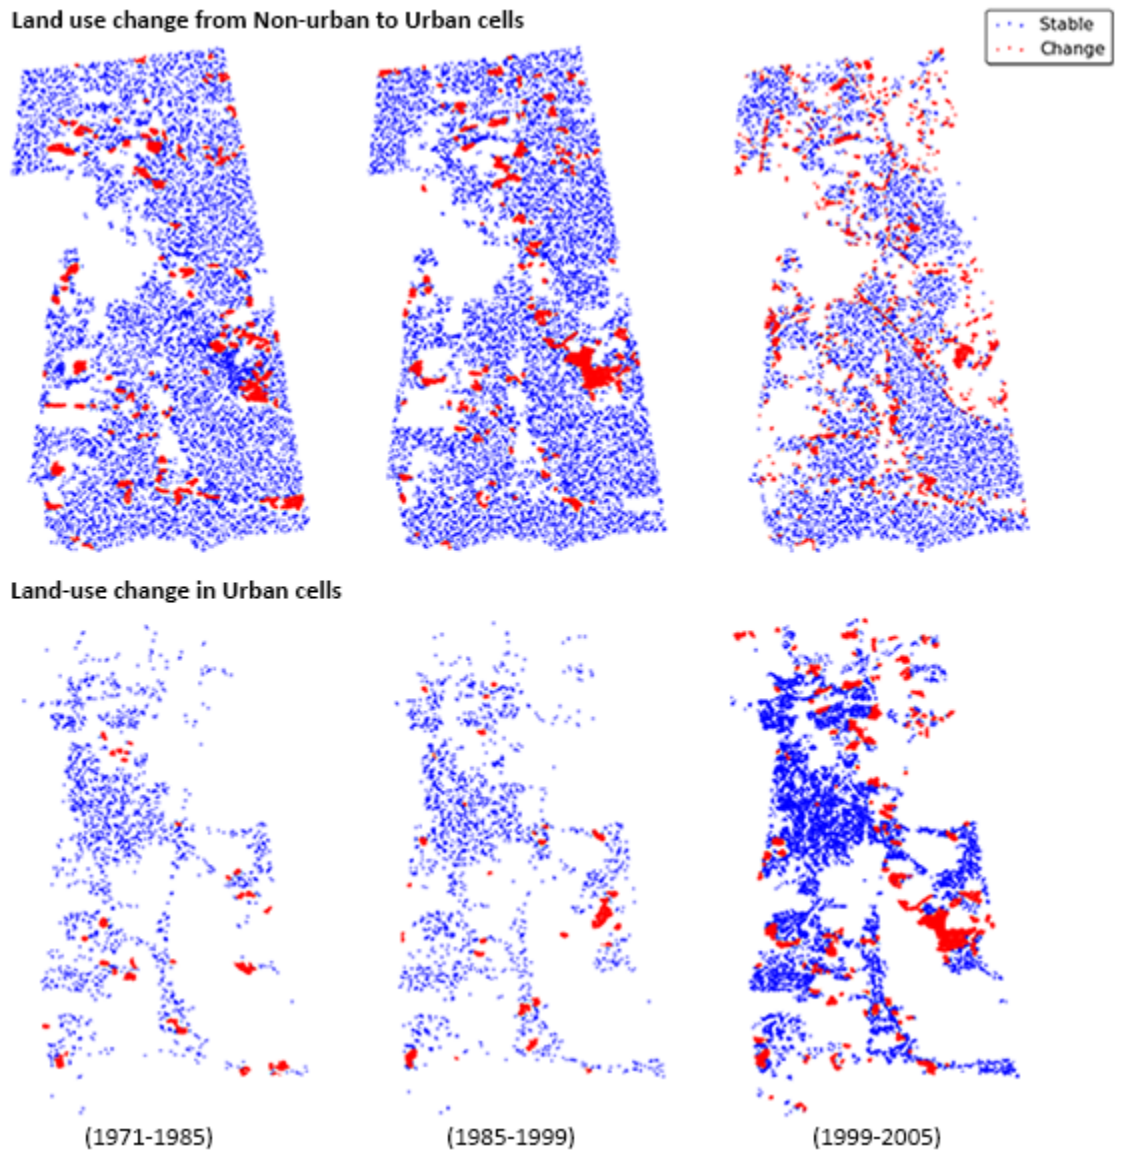 Land use change from Non-urban to Urban cells
Stable
Change
Land-use change in Urban cells
(1971-1985)
(1985-1999)
(1999-2005)